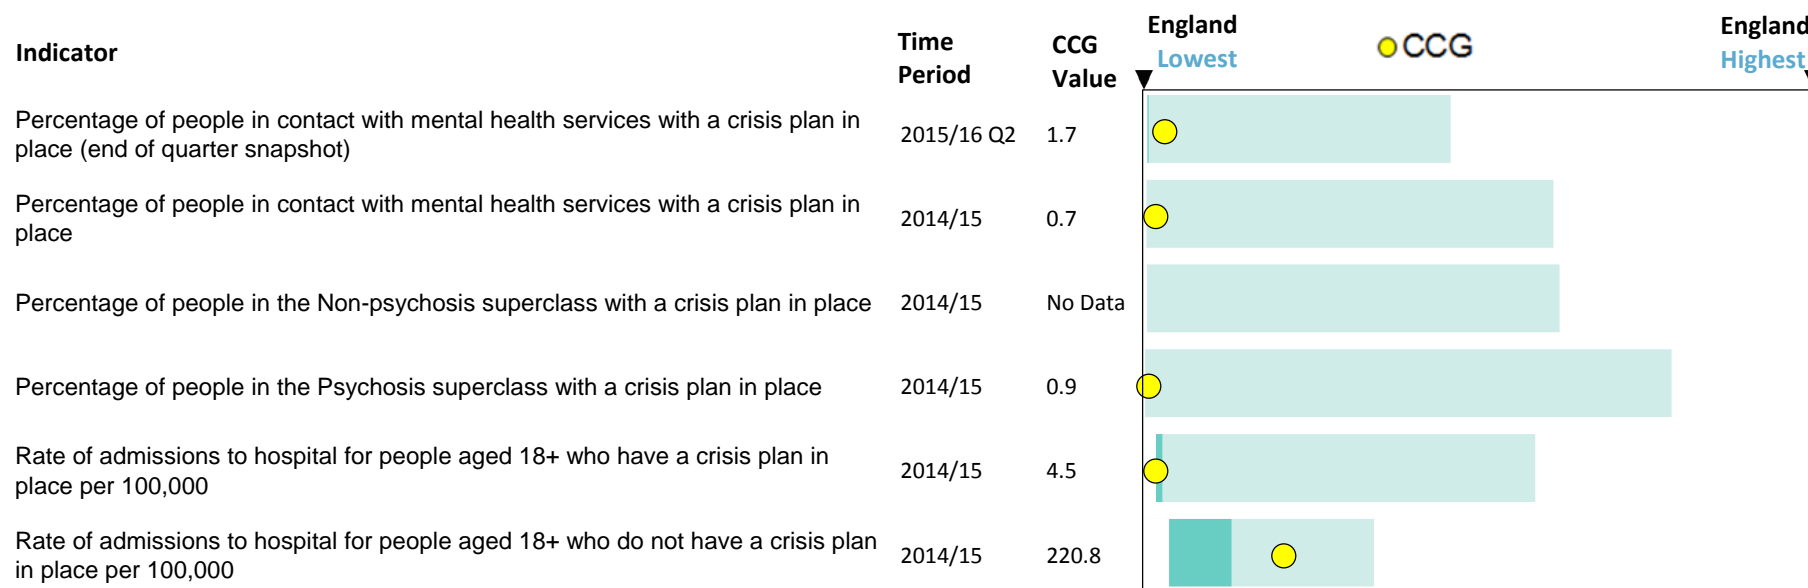 Indicator
Time Period
CCG Value
England Lowest
CCG
England Highest
Percentage of people in contact with mental health services with a crisis plan in
place (end of quarter snapshot)
2015/16 Q2
1.7
Percentage of people in contact with mental health services with a crisis plan in
place
2014/15
0.7
Percentage of people in the Non-psychosis superclass with a crisis plan in place
2014/15
No Data
Percentage of people in the Psychosis superclass with a crisis plan in place
2014/15
0.9
Rate of admissions to hospital for people aged 18+ who have a crisis plan in
place per 100,000
2014/15
4.5
Rate of admissions to hospital for people aged 18+ who do not have a crisis plan
in place per 100,000
2014/15
220.8